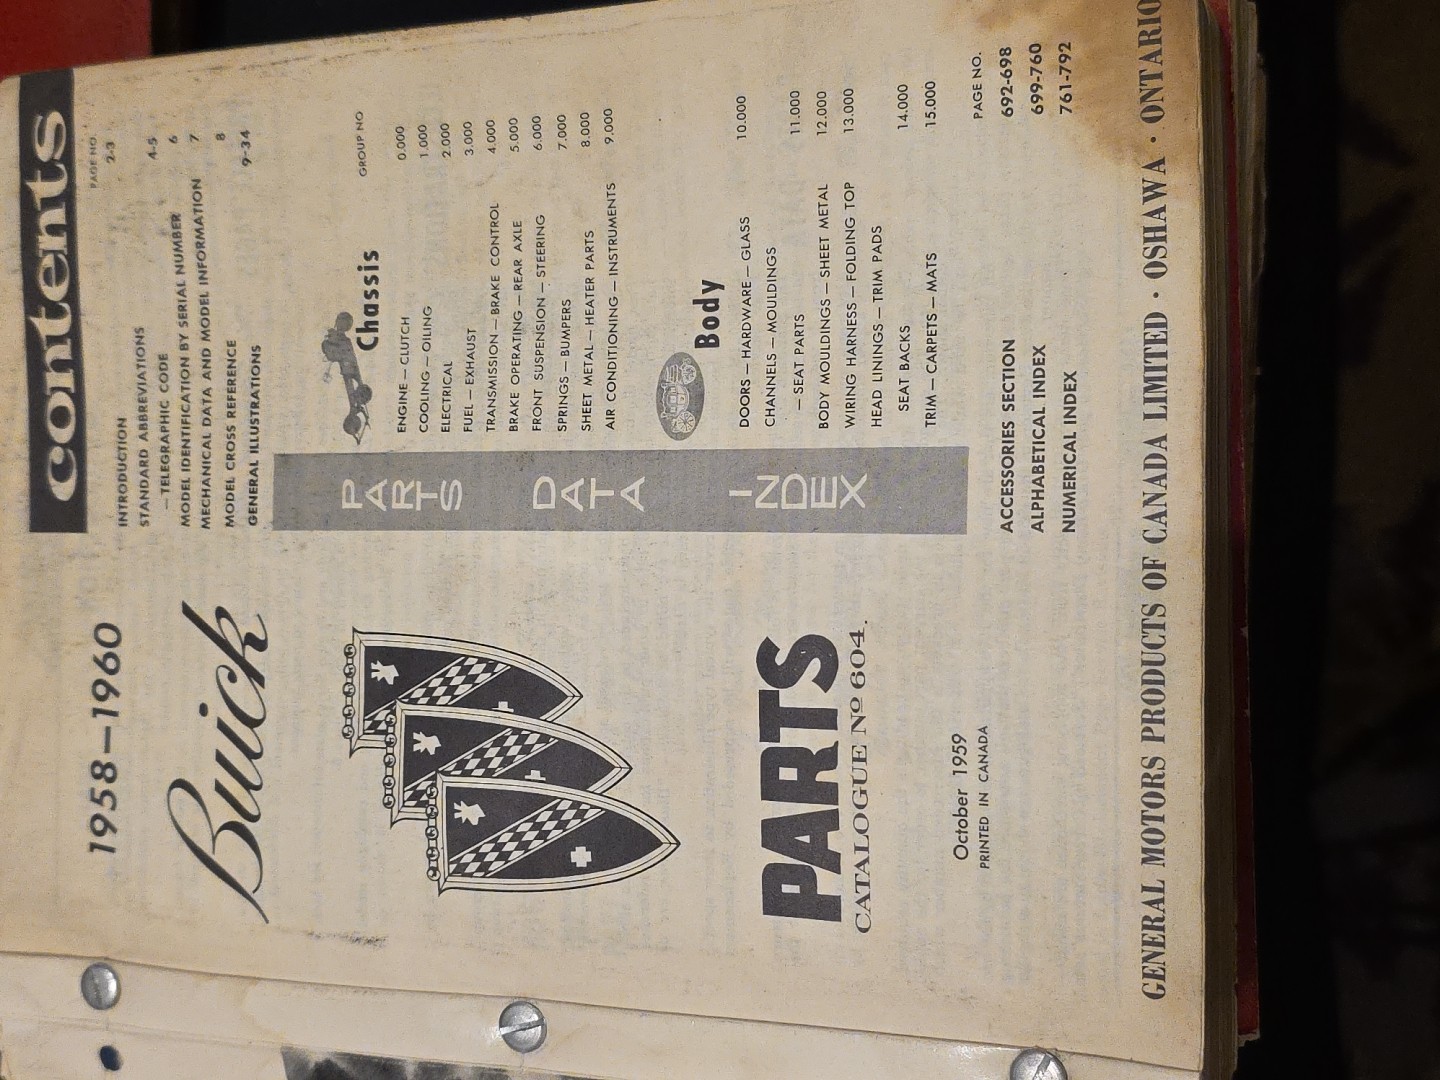 1958—1960
Buick
PARTS
CATALOGUE Nº 604.
October 1959
PRINTED IN CANADA
contents
PAGE NO.
INTRODUCTION 2-3
STANDARD ABBREVIATIONS
— TELEGRAPHIC CODE 4-5
MODEL IDENTIFICATION BY SERIAL NUMBER 6
MECHANICAL DATA AND MODEL INFORMATION 7
MODEL CROSS REFERENCE 8
GENERAL ILLUSTRATIONS 9-34
PARTS DATA INDEX
Chassis
GROUP NO
ENGINE — CLUTCH 0.000
COOLING — OILING 1.000
ELECTRICAL 2.000
FUEL — EXHAUST 3.000
TRANSMISSION — BRAKE CONTROL 4.000
BRAKE OPERATING — REAR AXLE 5.000
FRONT SUSPENSION — STEERING 6.000
SPRINGS — BUMPERS 7.000
SHEET METAL — HEATER PARTS 8.000
AIR CONDITIONING — INSTRUMENTS 9.000
Body
DOORS — HARDWARE — GLASS 10.000
CHANNELS — MOULDINGS
— SEAT PARTS 11.000
BODY MOULDINGS — SHEET METAL 12.000
WIRING HARNESS — FOLDING TOP 13.000
HEAD LININGS — TRIM PADS
SEAT BACKS 14.000
TRIM — CARPETS — MATS 15.000
PAGE NO.
ACCESSORIES SECTION 692-698
ALPHABETICAL INDEX 699-760
NUMERICAL INDEX 761-792
GENERAL MOTORS PRODUCTS OF CANADA LIMITED · OSHAWA · ONTARIO